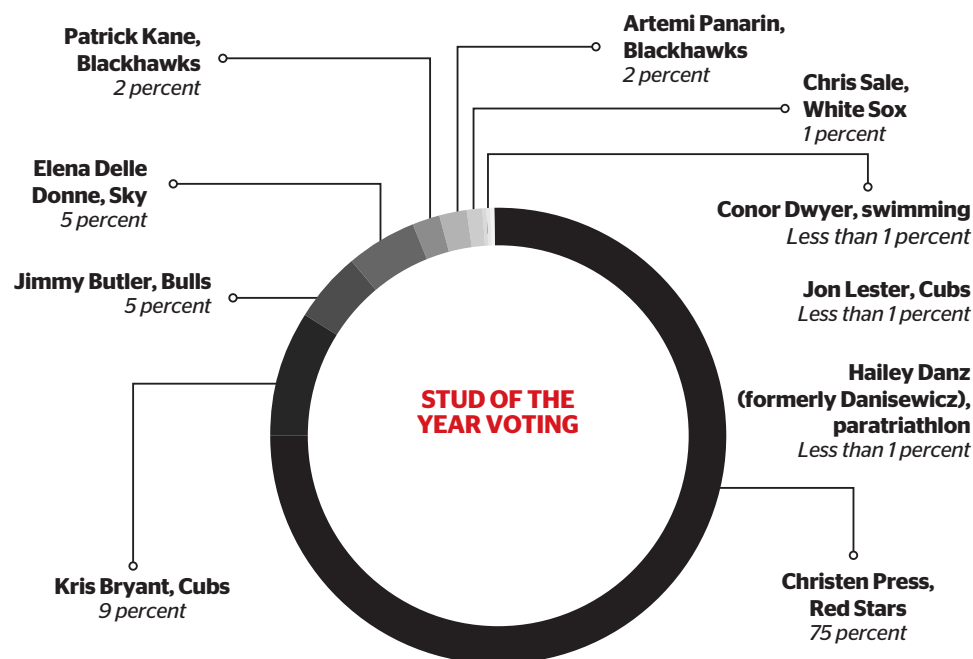 Patrick Kane,
Blackhawks
2 percent
Artemi Panarin,
Blackhawks
2 percent
Chris Sale,
White Sox
1 percent
Elena Delle
Donne, Sky
5 percent
Conor Dwyer, swimming
Less than 1 percent
Jimmy Butler, Bulls
5 percent
Jon Lester, Cubs
Less than 1 percent
Hailey Danz
(formerly Danisewicz),
paratriathlon
Less than 1 percent
STUD OF THE
YEAR VOTING
Kris Bryant, Cubs
9 percent
Christen Press,
Red Stars
75 percent